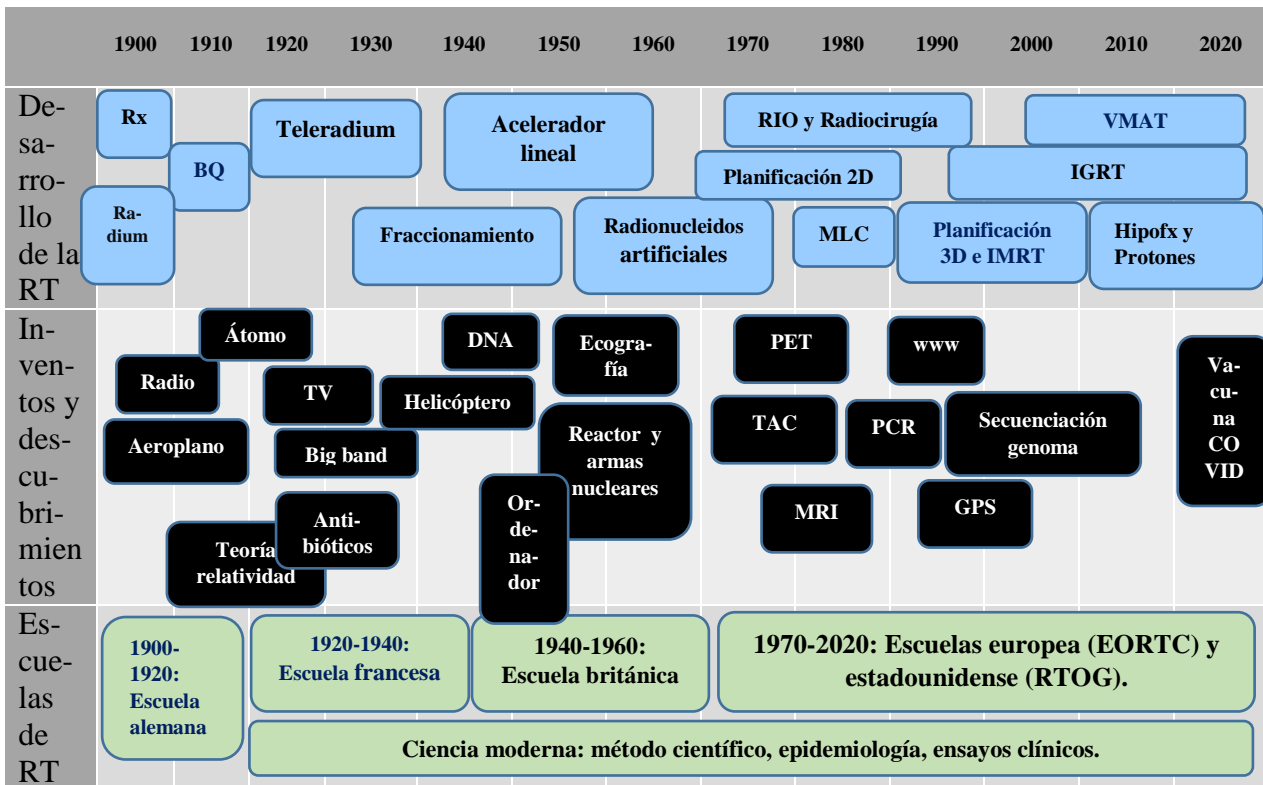 1900 1910 1920 1930 1940 1950 1960 1970 1980 1990 2000 2010 2020
De-
sa-
rro-
llo
de la
RT
Rx
Ra-
dium
BQ
Teleradium
Fraccionamiento
Acelerador
lineal
Radionucleidos
artificiales
RIO y Radiocirugía
Planificación 2D
MLC
VMAT
IGRT
Planificación
3D e IMRT
Hipofx y
Protones
In-
ven-
tos y
des-
cu-
bri-
mien
tos
Átomo
Radio
Aeroplano
Teoría
relatividad
TV
Big band
Anti-
bióticos
DNA
Helicóptero
Or-
de-
na-
dor
Ecogra-
fía
Reactor y
armas
nucleares
PET
TAC
MRI
www
PCR
GPS
Secuenciación
genoma
Va-
cu-
na
CO
VID
Es-
cue-
las
de
RT
1900-
1920:
Escuela
alemana
1920-1940:
Escuela francesa
1940-1960:
Escuela británica
1970-2020: Escuelas europea (EORTC) y
estadounidense (RTOG).
Ciencia moderna: método científico, epidemiología, ensayos clínicos.